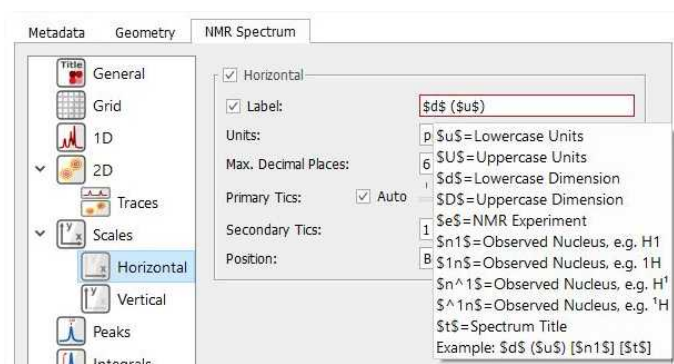 Metadata Geometry NMR Spectrum
Title
General
Grid
1D
2D
Traces
Scales
Horizontal
Vertical
Peaks
Integrals
Horizontal
Label: $d$ ($u$)
Units: p
Max. Decimal Places: 6
Primary Tics: Auto
Secondary Tics: 1
Position: B
$u$=Lowercase Units
$U$=Uppercase Units
$d$=Lowercase Dimension
$D$=Uppercase Dimension
$e$=NMR Experiment
$n1$=Observed Nucleus, e.g. H1
$1n$=Observed Nucleus, e.g. 1H
$n^1$=Observed Nucleus, e.g. H¹
$^1n$=Observed Nucleus, e.g. ¹H
$t$=Spectrum Title
Example: $d$ ($u$) [$n1$] [$t$]